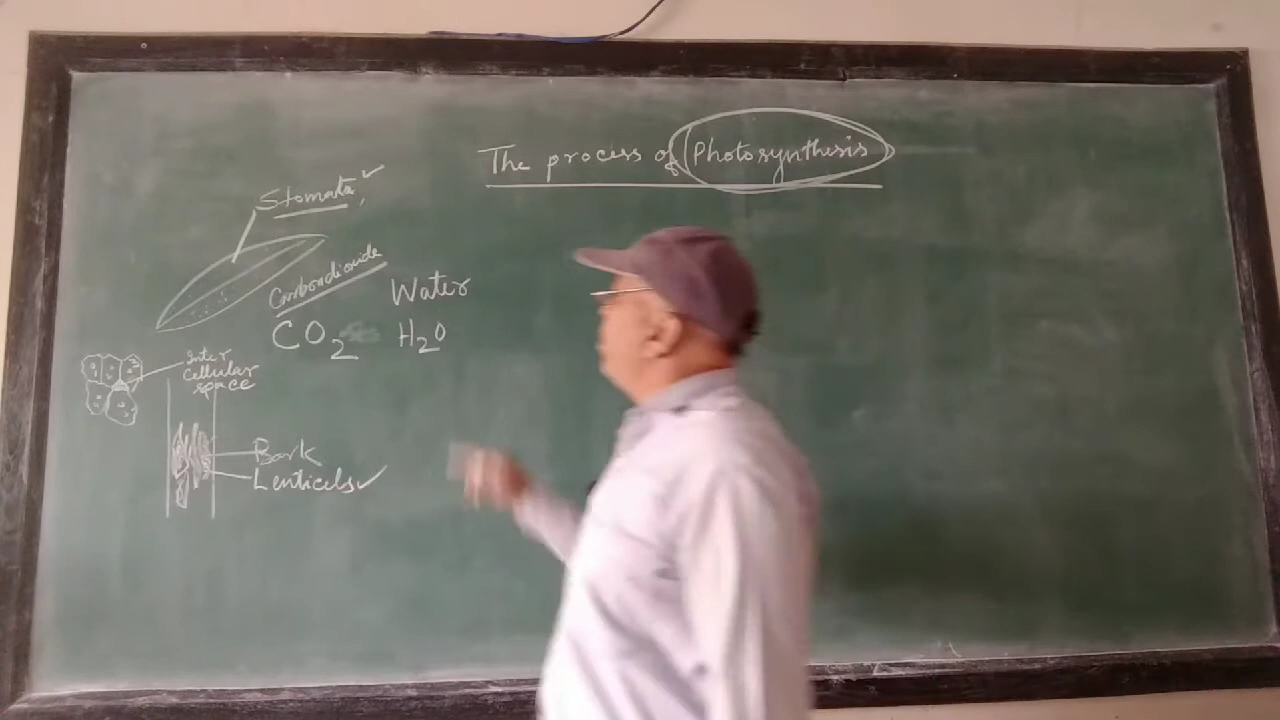 The process of Photosynthesis
Stomata
Carbondioxide
Water
CO2
H2O
Inter
cellular
space
Bark
Lenticels